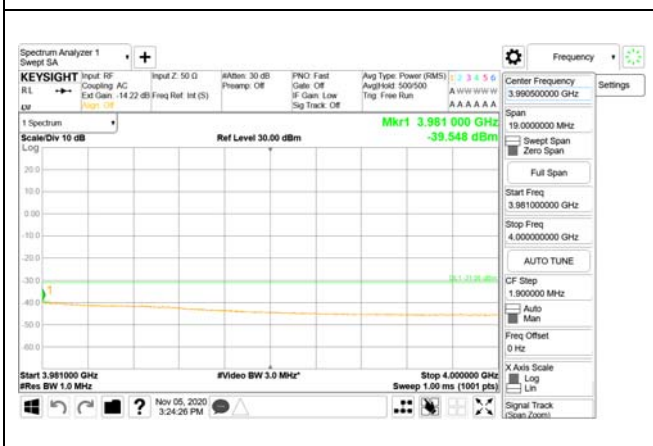 Spectrum Analyzer 1
Swept SA
Frequency
KEYSIGHT
RL
Input: RF
Coupling: AC
Ext Gain: -14.22 dB
Align: Off
Input Z: 50 Ω
Freq Ref: Int (S)
#Atten: 30 dB
Preamp: Off
PNO: Fast
Gate: Off
IF Gain: Low
Sig Track: Off
Avg Type: Power (RMS)
Avg|Hold: 500/500
Trig: Free Run
1 2 3 4 5 6
A W W W W W
A A A A A A
Center Frequency
3.990500000 GHz
Settings
Span
19.0000000 MHz
Swept Span
Zero Span
Full Span
Start Freq
3.981000000 GHz
Stop Freq
4.000000000 GHz
AUTO TUNE
CF Step
1.900000 MHz
Auto
Man
Freq Offset
0 Hz
X Axis Scale
Log
Lin
Signal Track
(Span Zoom)
1 Spectrum
Scale/Div 10 dB
Log
Ref Level 30.00 dBm
Mkr1 3.981 000 GHz
-39.548 dBm
20.0
10.0
0.00
-10.0
-20.0
-30.0
-40.0
-50.0
-60.0
1
Start 3.981000 GHz
#Res BW 1.0 MHz
#Video BW 3.0 MHz*
Stop 4.000000 GHz
Sweep 1.00 ms (1001 pts)
?
Nov 05, 2020
3:24:26 PM